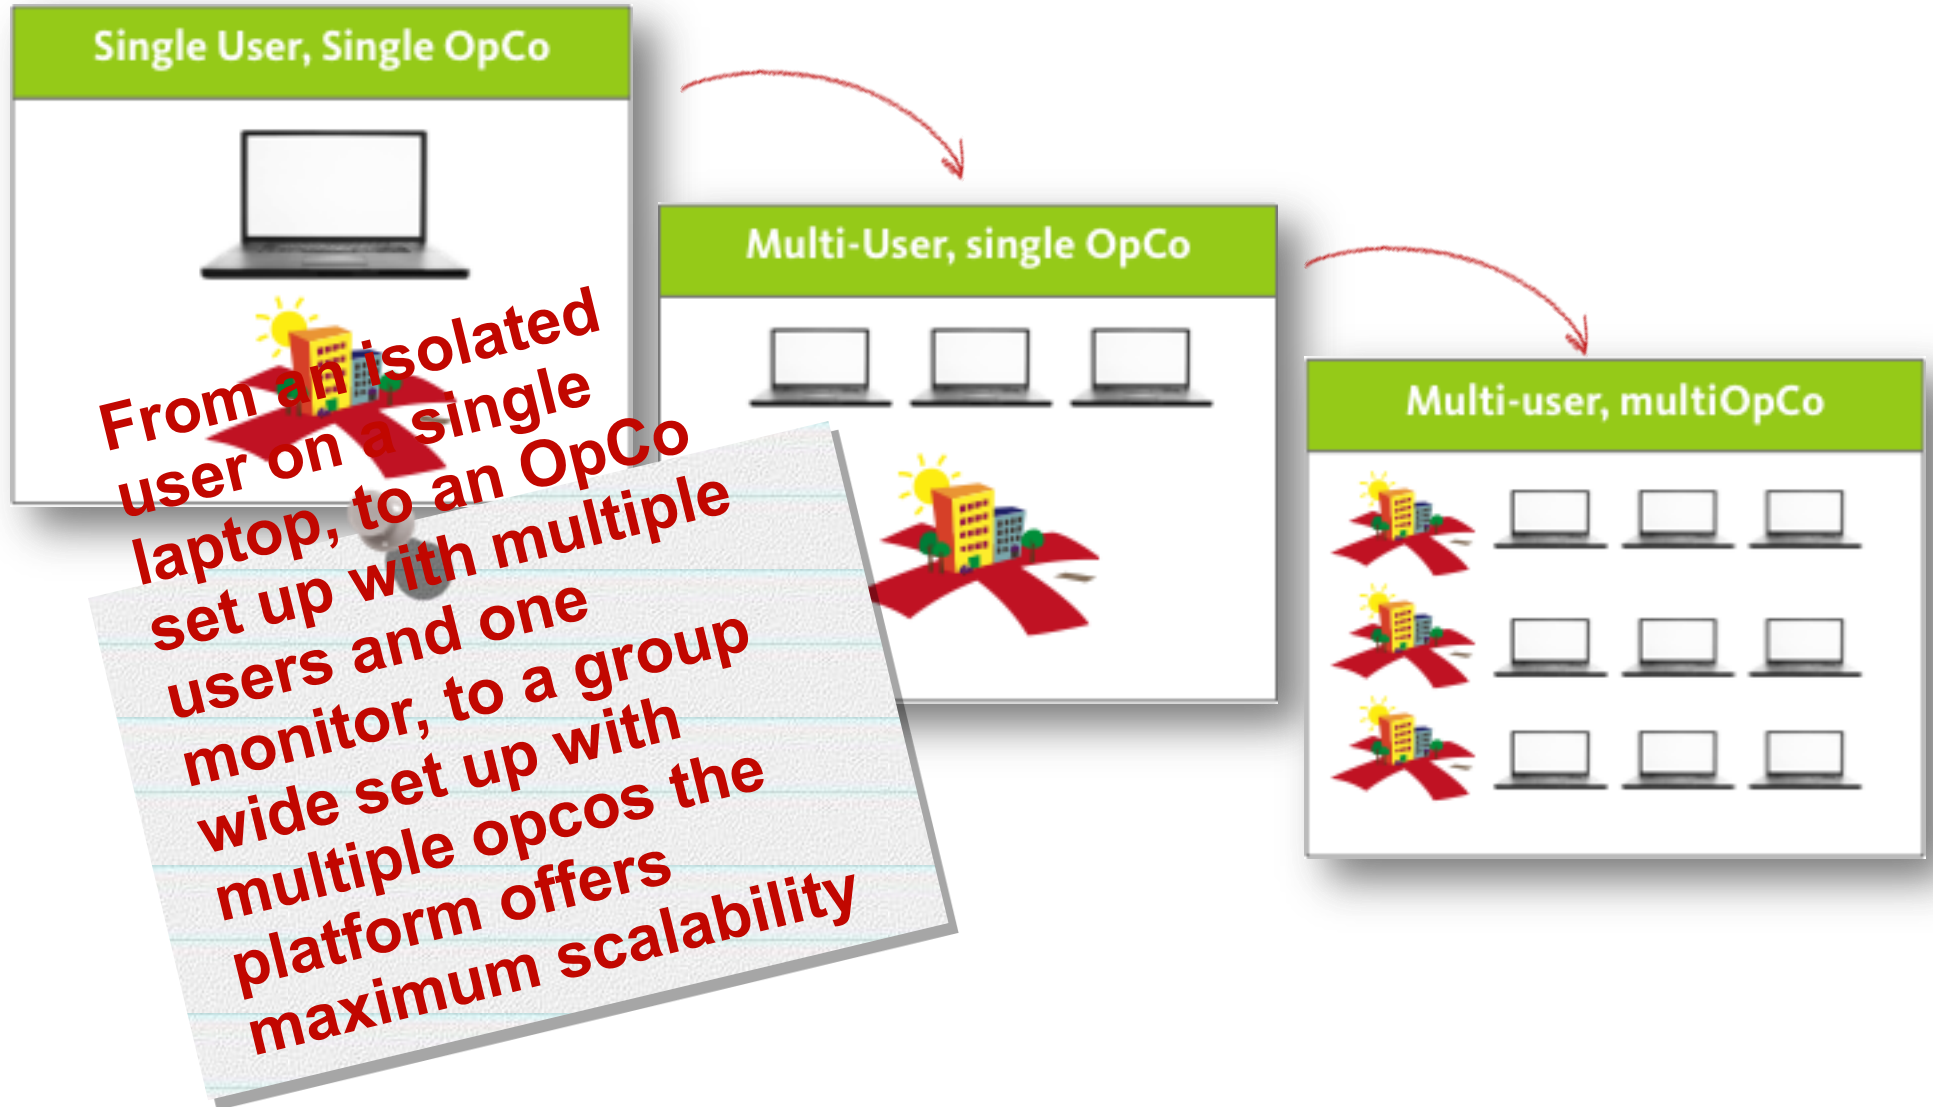 Single User, Single OpCo
From an isolated
user on a single
laptop, to an OpCo
set up with multiple
users and one
monitor, to a group
wide set up with
multiple opcos the
platform offers
maximum scalability
Multi-User, single OpCo
Multi-user, multiOpCo